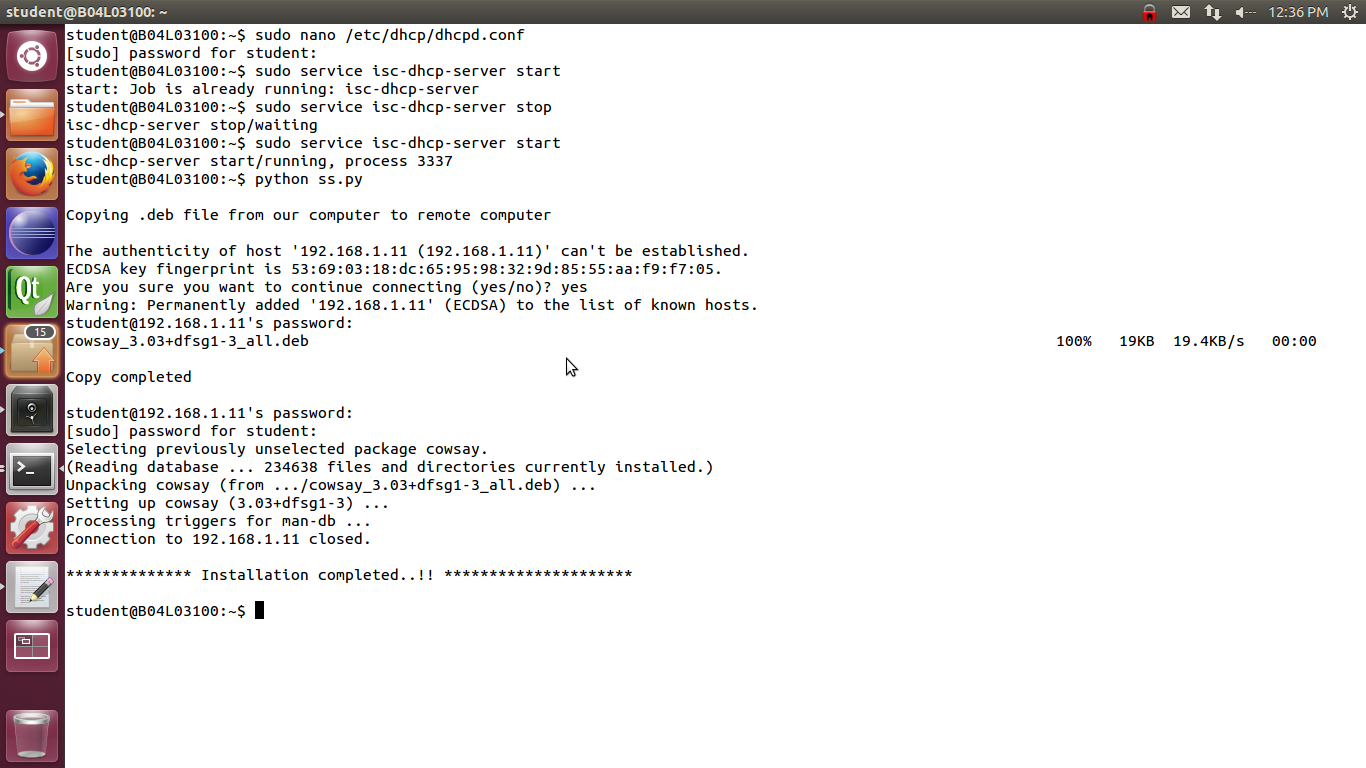 student@B04L03100: ~
12:36 PM
student@B04L03100:~$ sudo nano /etc/dhcp/dhcpd.conf
[sudo] password for student:
student@B04L03100:~$ sudo service isc-dhcp-server start
start: Job is already running: isc-dhcp-server
student@B04L03100:~$ sudo service isc-dhcp-server stop
isc-dhcp-server stop/waiting
student@B04L03100:~$ sudo service isc-dhcp-server start
isc-dhcp-server start/running, process 3337
student@B04L03100:~$ python ss.py
Copying .deb file from our computer to remote computer
The authenticity of host '192.168.1.11 (192.168.1.11)' can't be established.
ECDSA key fingerprint is 53:69:03:18:dc:65:95:98:32:9d:85:55:aa:f9:f7:05.
Are you sure you want to continue connecting (yes/no)? yes
Warning: Permanently added '192.168.1.11' (ECDSA) to the list of known hosts.
student@192.168.1.11's password:
cowsay_3.03+dfsg1-3_all.deb 100% 19KB 19.4KB/s 00:00
Copy completed
student@192.168.1.11's password:
[sudo] password for student:
Selecting previously unselected package cowsay.
(Reading database ... 234638 files and directories currently installed.)
Unpacking cowsay (from .../cowsay_3.03+dfsg1-3_all.deb) ...
Setting up cowsay (3.03+dfsg1-3) ...
Processing triggers for man-db ...
Connection to 192.168.1.11 closed.
************** Installation completed..!! *********************
student@B04L03100:~$
Qt
15
>_